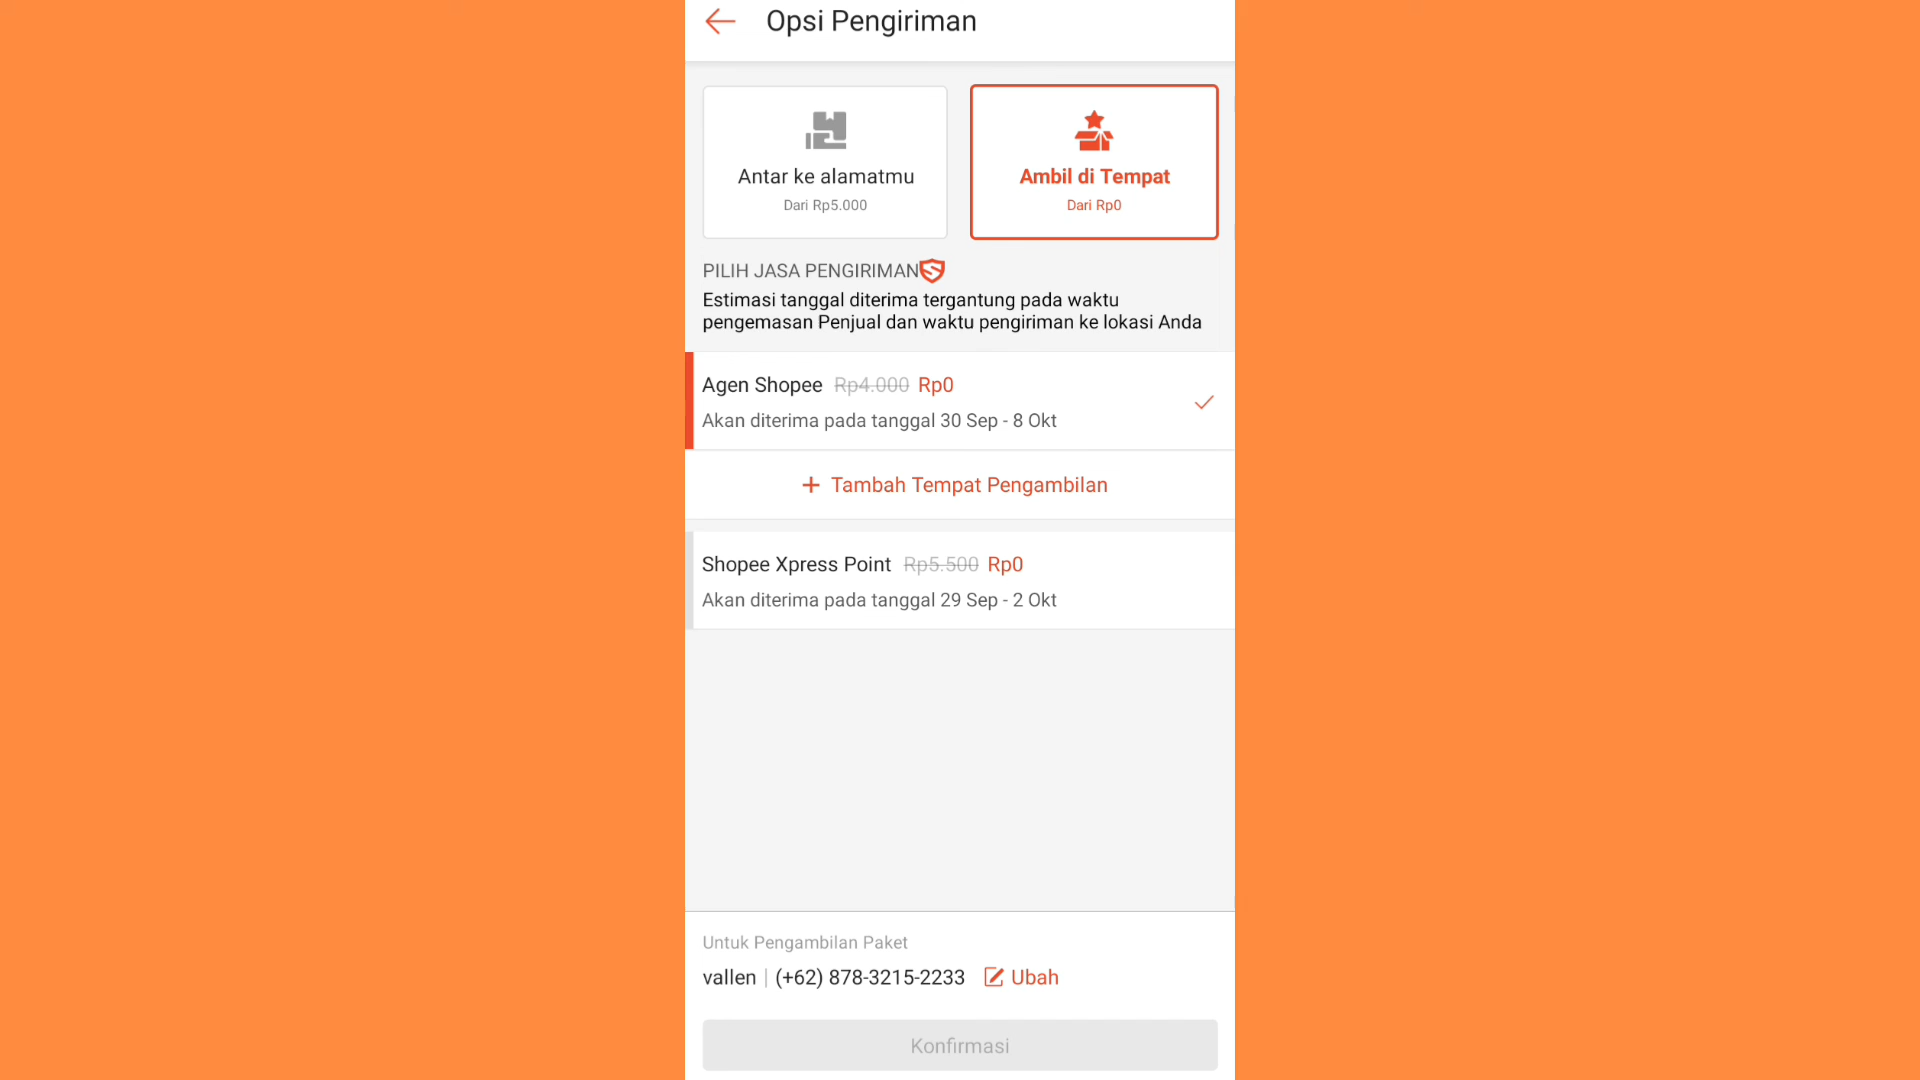 Opsi Pengiriman
Antar ke alamatmu
Dari Rp5.000
Ambil di Tempat
Dari Rp0
PILIH JASA PENGIRIMAN
Estimasi tanggal diterima tergantung pada waktu
pengemasan Penjual dan waktu pengiriman ke lokasi Anda
Agen Shopee Rp4.000 Rp0
Akan diterima pada tanggal 30 Sep - 8 Okt
+ Tambah Tempat Pengambilan
Shopee Xpress Point Rp5.500 Rp0
Akan diterima pada tanggal 29 Sep - 2 Okt
Untuk Pengambilan Paket
vallen | (+62) 878-3215-2233 Ubah
Konfirmasi